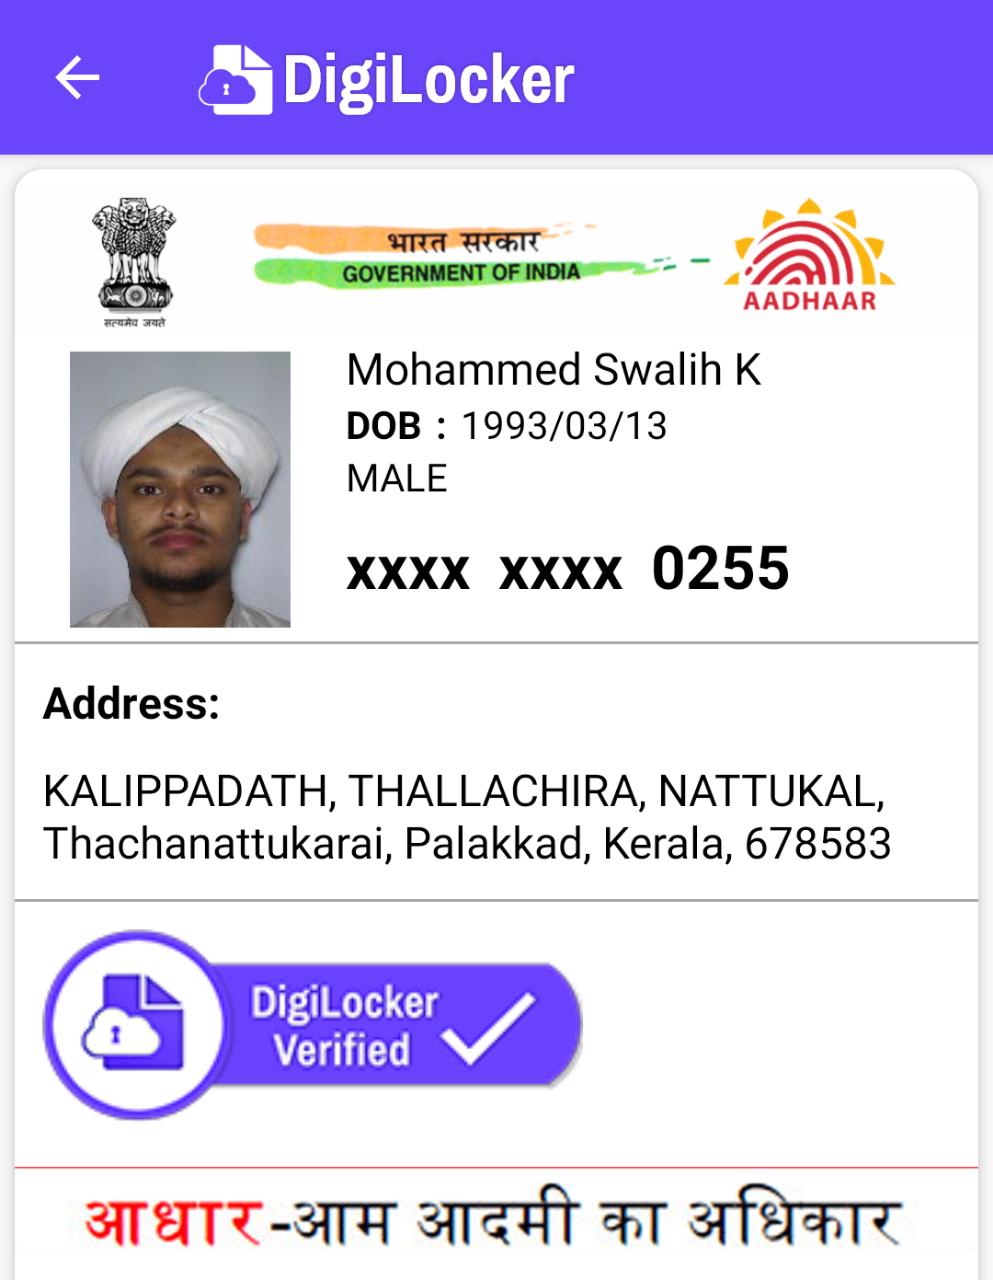 DigiLocker
भारत सरकार
GOVERNMENT OF INDIA
सत्यमेव जयते
AADHAAR
Mohammed Swalih K
DOB : 1993/03/13
MALE
xxxx xxxx 0255
Address:
KALIPPADATH, THALLACHIRA, NATTUKAL,
Thachanattukarai, Palakkad, Kerala, 678583
DigiLocker
Verified
आधार-आम आदमी का अधिकार